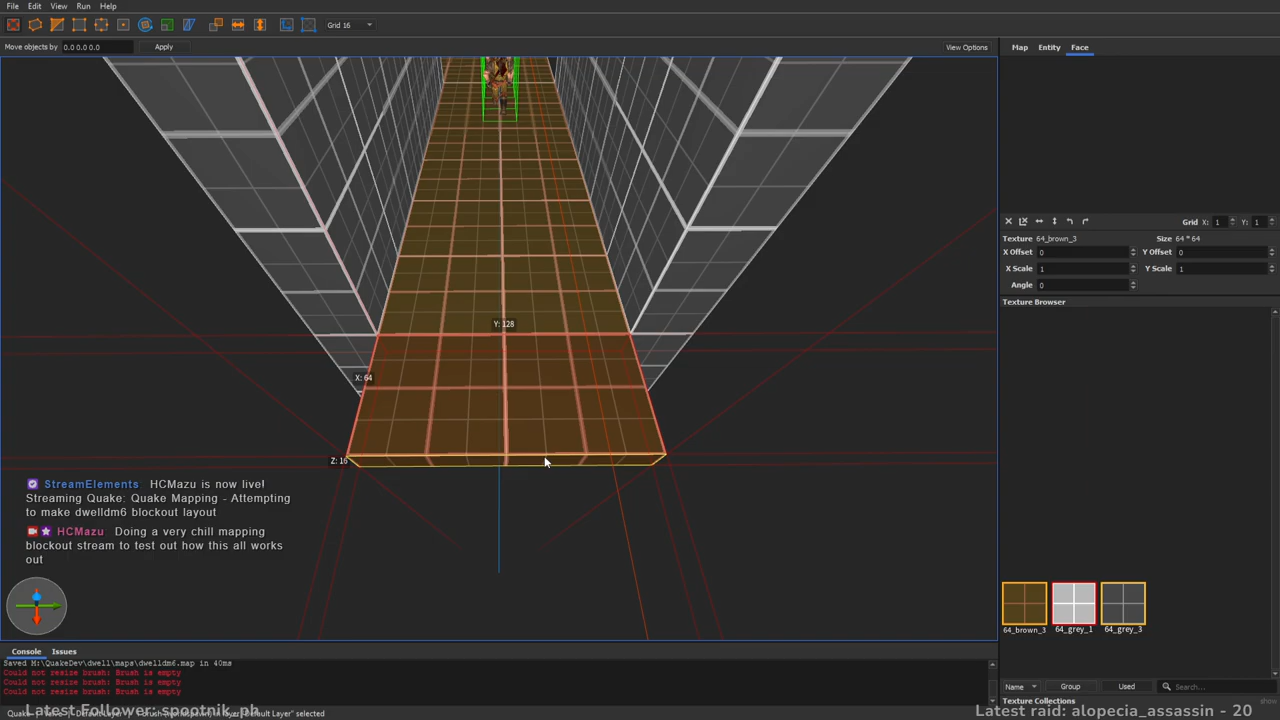 File Edit View Run Help
Grid 16
Move objects by 0.0 0.0 0.0 Apply View Options
Map Entity Face
Y: 128
X: 64
Z: 16
Grid X: 1 Y: 1
Texture 64_brown_3 Size 64 * 64
X Offset 0 Y Offset 0
X Scale 1 Y Scale 1
Angle 0
Texture Browser
64_brown_3 64_grey_1 64_grey_3
Name Group Used Search...
Texture Collections show
StreamElements HCMazu is now live!
Streaming Quake: Quake Mapping - Attempting
to make dwelldm6 blockout layout
HCMazu Doing a very chill mapping
blockout stream to test out how this all works
out
Console Issues
Saved M:\QuakeDev\dwell\maps\dwelldm6.map in 40ms
Could not resize brush: Brush is empty
Could not resize brush: Brush is empty
Could not resize brush: Brush is empty
Latest Follower: spootnik_ph
Latest raid: alopecia_assassin - 20
selected